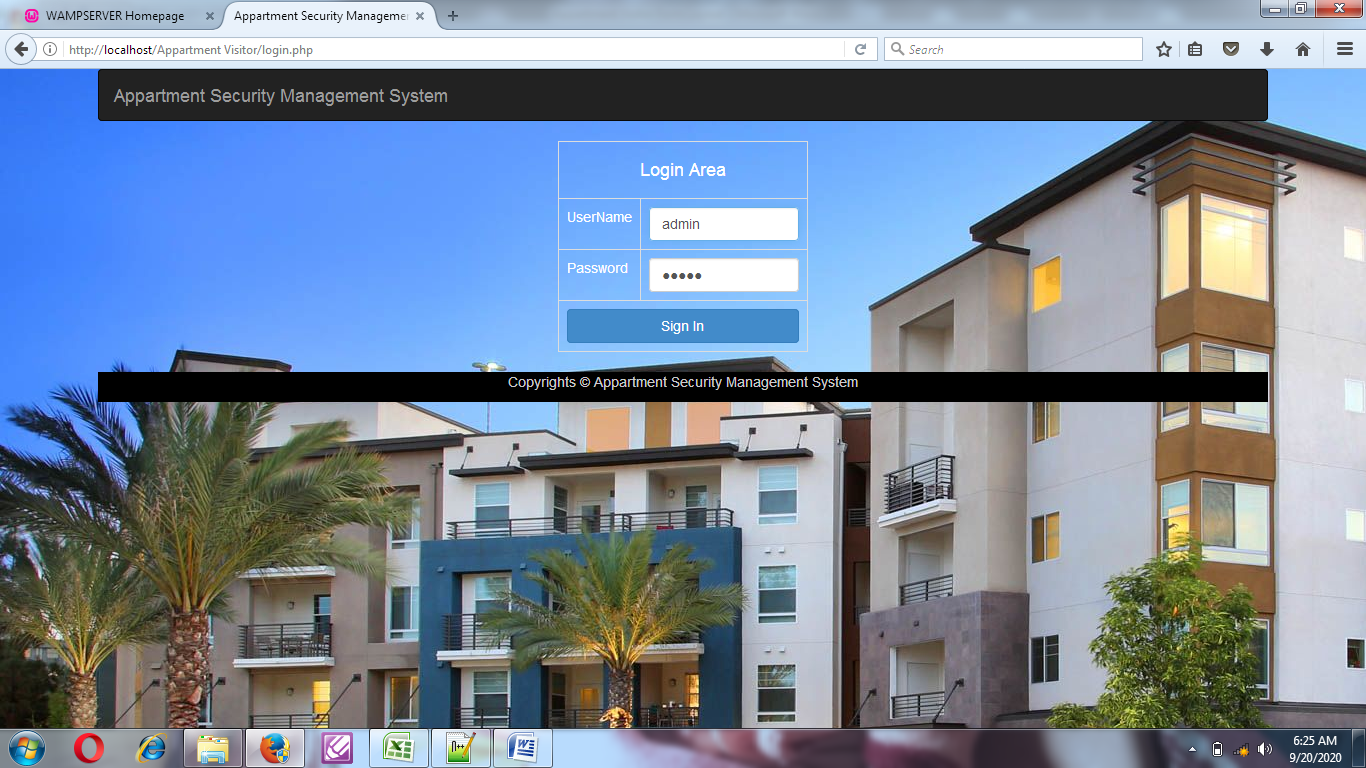 WAMPSERVER Homepage
Appartment Security Managemen
http://localhost/Appartment Visitor/login.php
Search
Appartment Security Management System
Login Area
UserName
admin
Password
•••••
Sign In
Copyrights © Appartment Security Management System
6:25 AM
9/20/2020